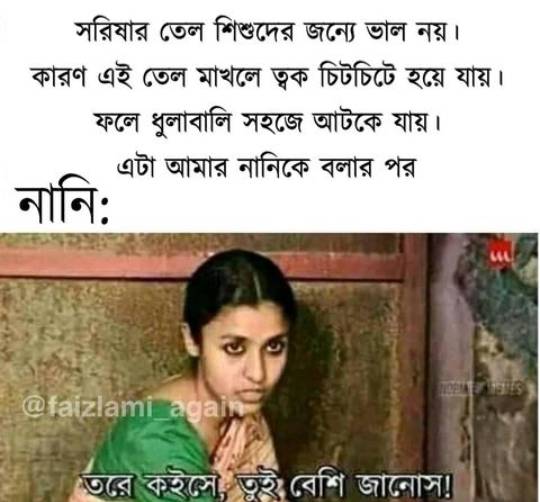 সরিষার তেল শিশুদের জন্যে ভাল নয়।
কারণ এই তেল মাখলে ত্বক চিটচিটে হয়ে যায়।
ফলে ধুলাবালি সহজে আটকে যায়।
এটা আমার নানিকে বলার পর
নানি:
@faizlami_again
তরে কইসে, তুই বেশি জানোস!